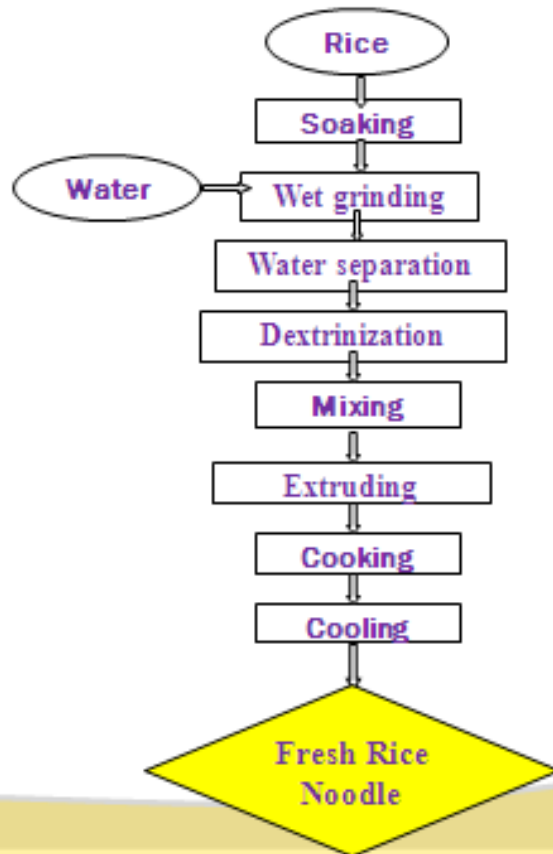 Rice
Soaking
Water
Wet grinding
Water separation
Dextrinization
Mixing
Extruding
Cooking
Cooling
Fresh Rice
Noodle